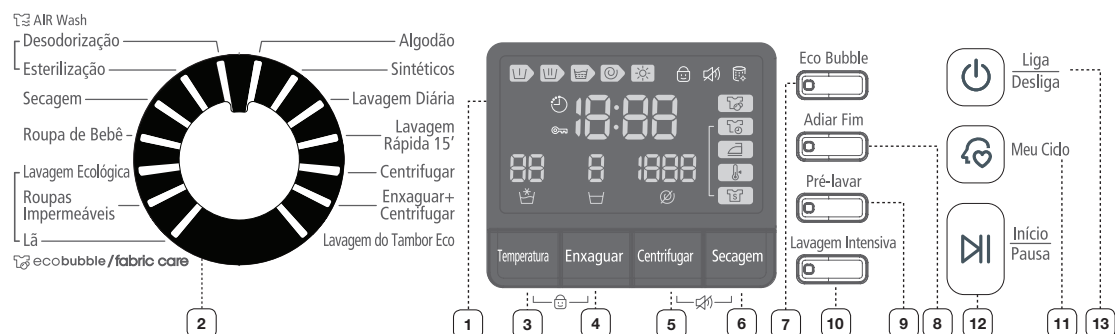 AIR Wash
Desodorização
Esterilização
Secagem
Roupa de Bebê
Lavagem Ecológica
Roupas
Impermeáveis
Lã
ecobubble/fabric care
Algodão
Sintéticos
Lavagem Diária
Lavagem
Rápida 15’
Centrifugar
Enxaguar+
Centrifugar
Lavagem do Tambor Eco
18:88
88 8 1888
Temperatura Enxaguar Centrifugar Secagem
Eco Bubble
Adiar Fim
Pré-lavar
Lavagem Intensiva
Liga
Desliga
Meu Ciclo
Início
Pausa
2 1 3 4 5 6 7 10 9 8 12 11 13